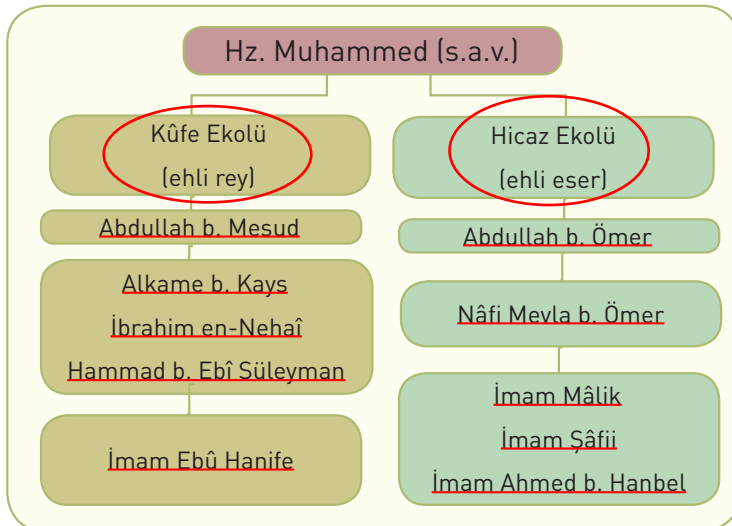 Hz. Muhammed (s.a.v.)
Kûfe Ekolü
(ehli rey)
Abdullah b. Mesud
Alkame b. Kays
İbrahim en-Nehaî
Hammad b. Ebî Süleyman
İmam Ebû Hanife
Hicaz Ekolü
(ehli eser)
Abdullah b. Ömer
Nâfi Mevla b. Ömer
İmam Mâlik
İmam Şâfii
İmam Ahmed b. Hanbel